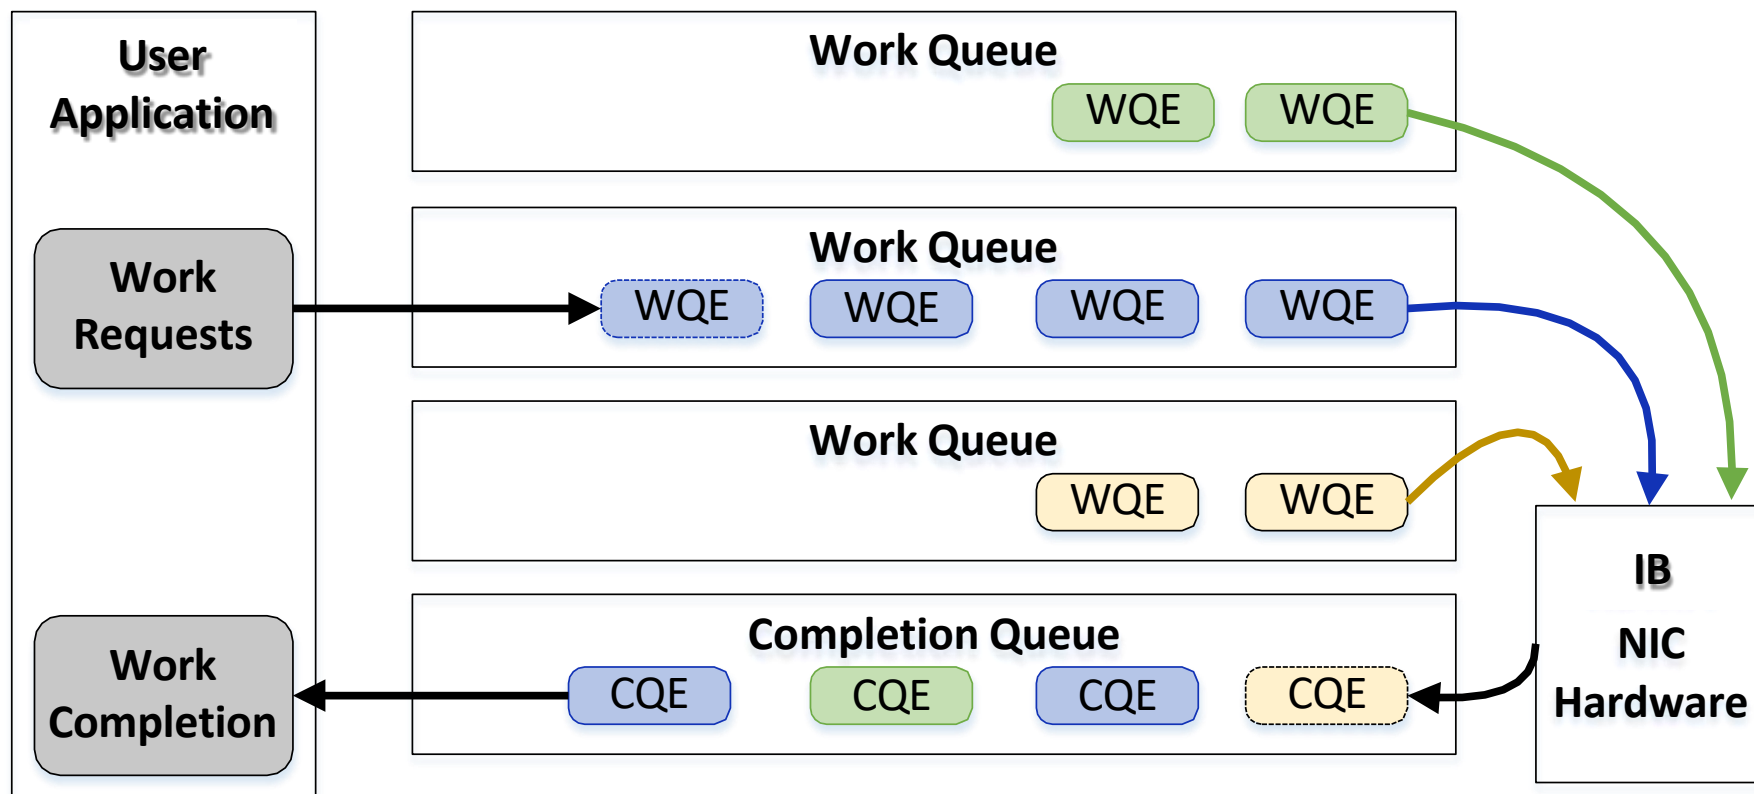 User
Application
Work Queue
WQE WQE
Work
Requests
Work Queue
WQE WQE WQE WQE
Work Queue
WQE WQE
Work
Completion
Completion Queue
CQE CQE CQE CQE
IB
NIC
Hardware